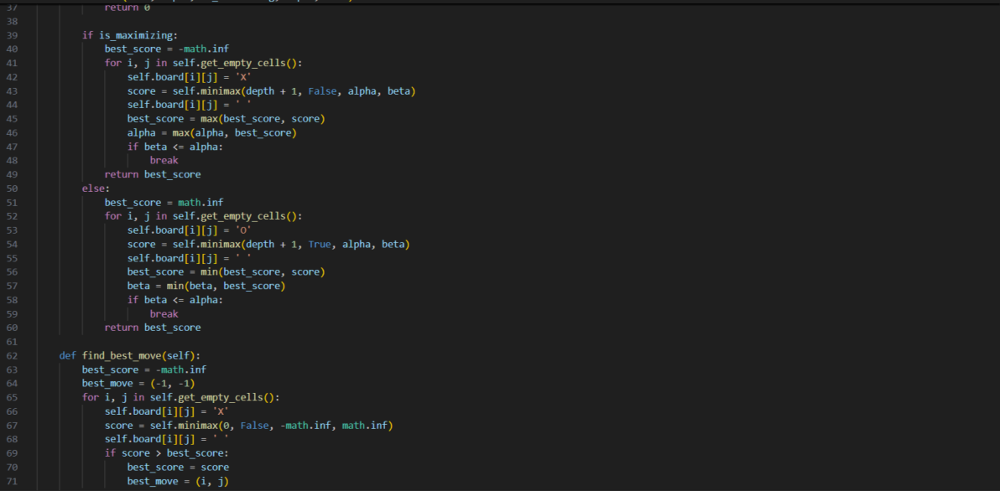 37 return 0
38
39 if is_maximizing:
40 best_score = -math.inf
41 for i, j in self.get_empty_cells():
42 self.board[i][j] = 'X'
43 score = self.minimax(depth + 1, False, alpha, beta)
44 self.board[i][j] = ' '
45 best_score = max(best_score, score)
46 alpha = max(alpha, best_score)
47 if beta <= alpha:
48 break
49 return best_score
50 else:
51 best_score = math.inf
52 for i, j in self.get_empty_cells():
53 self.board[i][j] = 'O'
54 score = self.minimax(depth + 1, True, alpha, beta)
55 self.board[i][j] = ' '
56 best_score = min(best_score, score)
57 beta = min(beta, best_score)
58 if beta <= alpha:
59 break
60 return best_score
61
62 def find_best_move(self):
63 best_score = -math.inf
64 best_move = (-1, -1)
65 for i, j in self.get_empty_cells():
66 self.board[i][j] = 'X'
67 score = self.minimax(0, False, -math.inf, math.inf)
68 self.board[i][j] = ' '
69 if score > best_score:
70 best_score = score
71 best_move = (i, j)